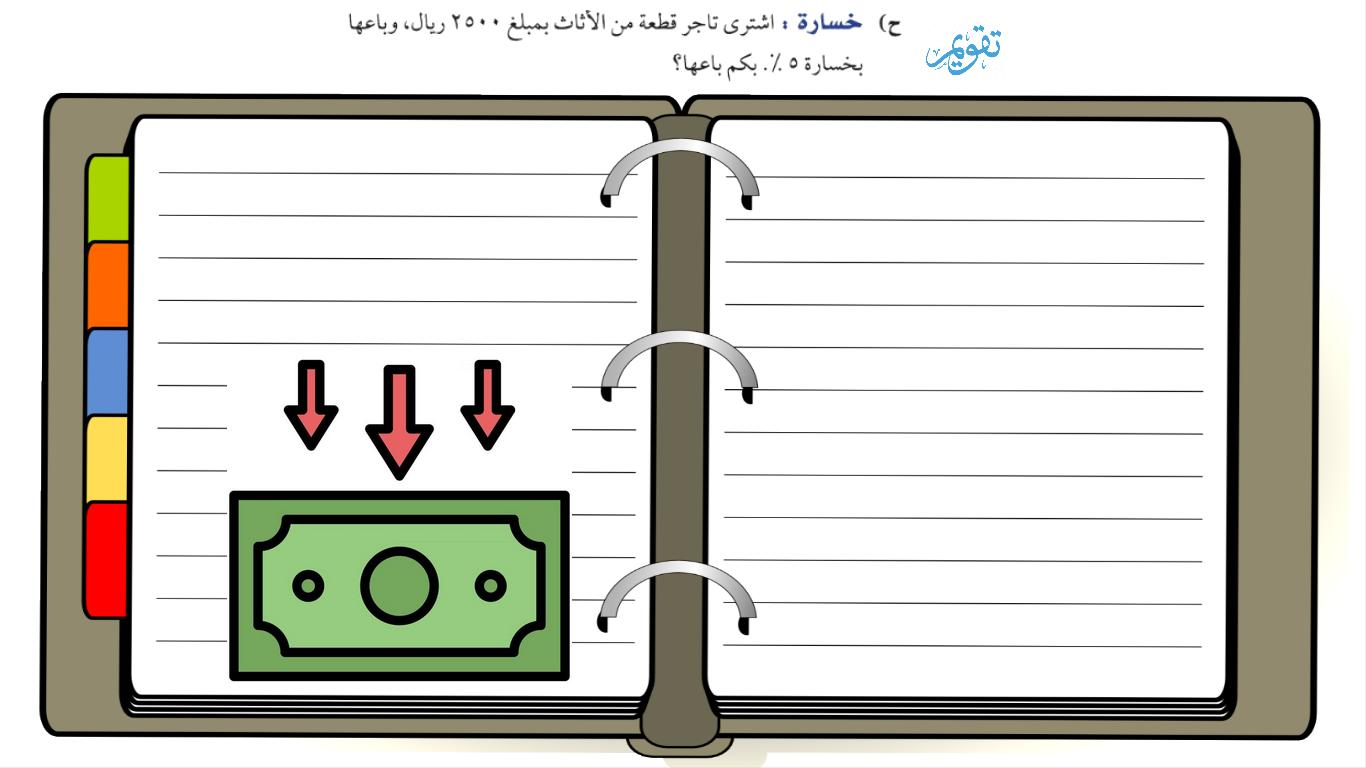 تقويم
ح) خسارة : اشترى تاجر قطعة من الأثاث بمبلغ ٢٥٠٠ ريال، وباعها
بخسارة ٥ ٪. بكم باعها؟